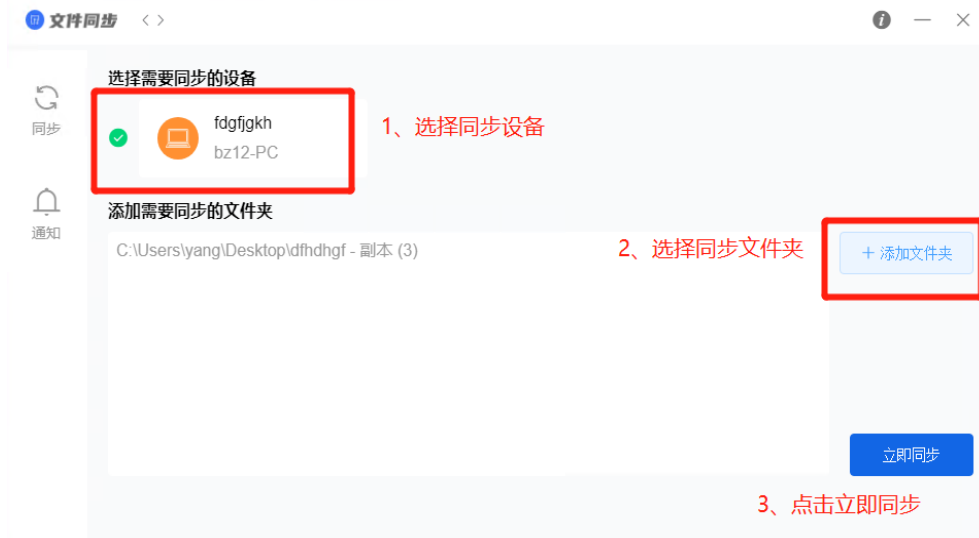 文件同步
选择需要同步的设备
同步
fdgfjgkh
bz12-PC
1、选择同步设备
添加需要同步的文件夹
通知
C:\Users\yang\Desktop\dfhdhgf - 副本 (3)
2、选择同步文件夹
+ 添加文件夹
立即同步
3、点击立即同步